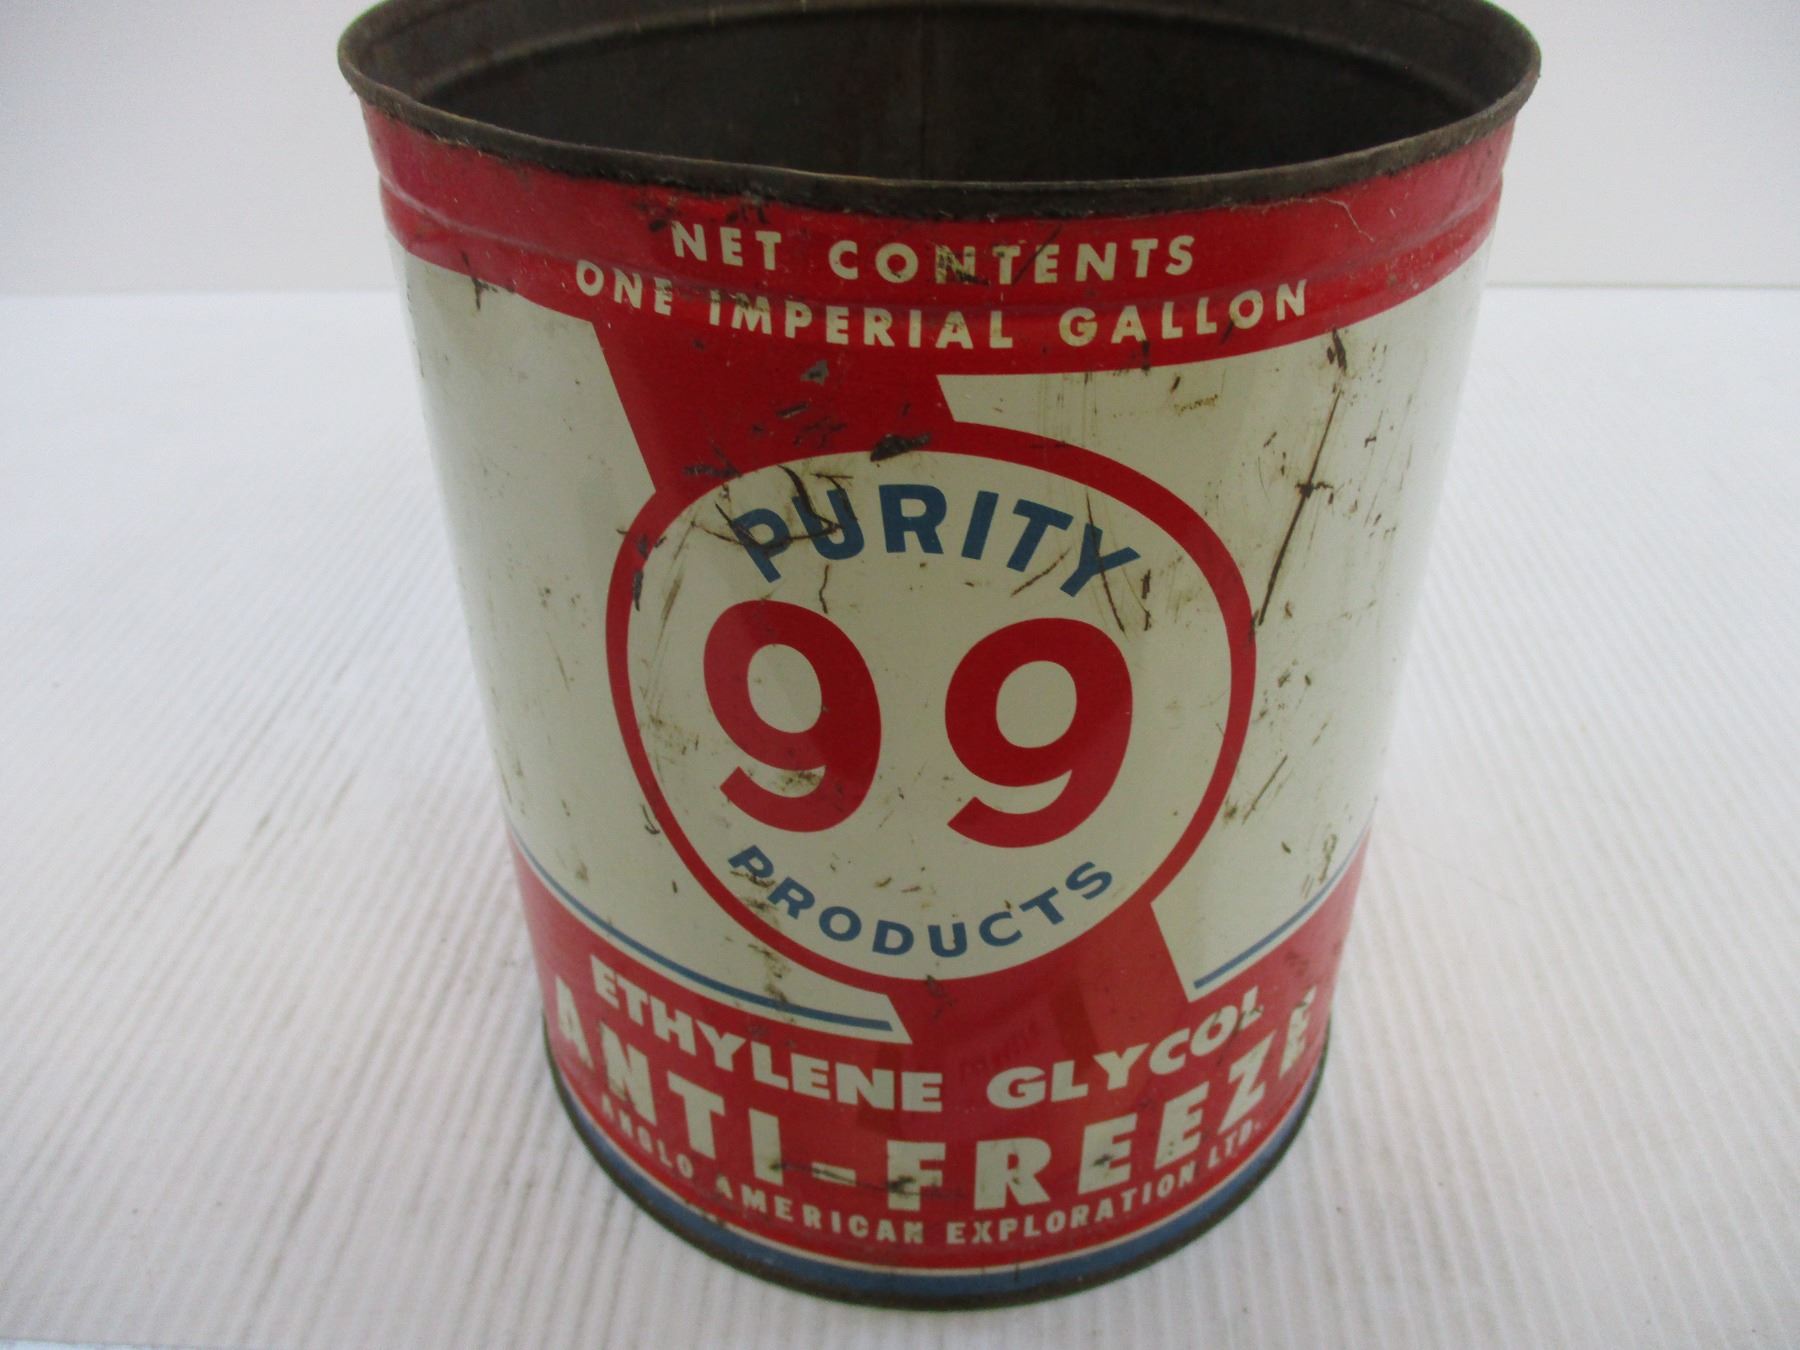 NET CONTENTS
ONE IMPERIAL GALLON
PURITY
99
PRODUCTS
ETHYLENE GLYCOL
ANTI-FREEZE
ANGLO AMERICAN EXPLORATION LTD.